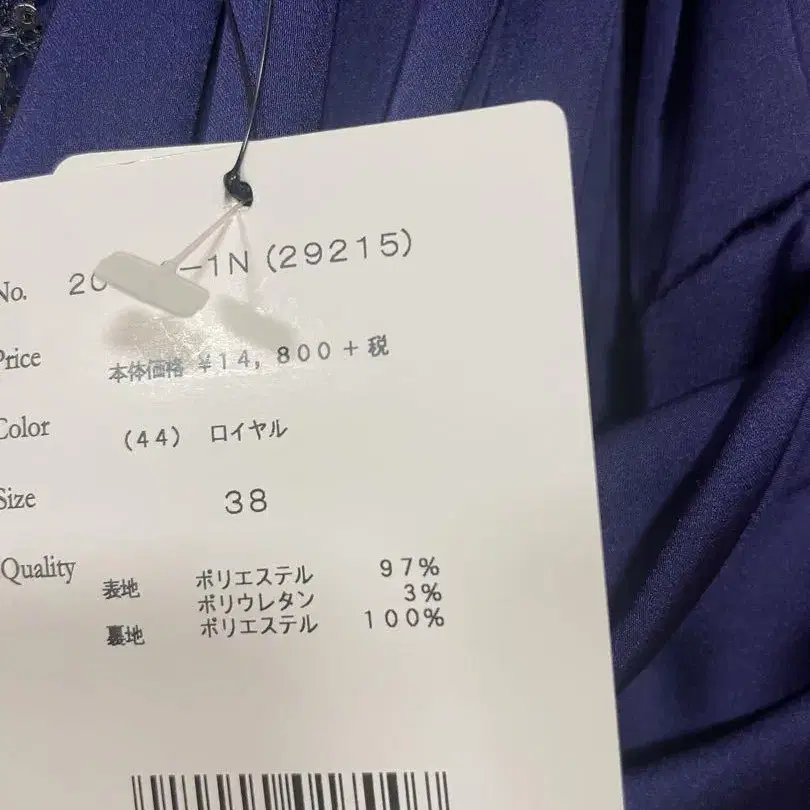 No. -1N (29215)
Price 本体価格 ¥14,800+税
Color (44) ロイヤル
Size 38
Quality 表地 ポリエステル 97%
ポリウレタン 3%
裏地 ポリエステル 100%